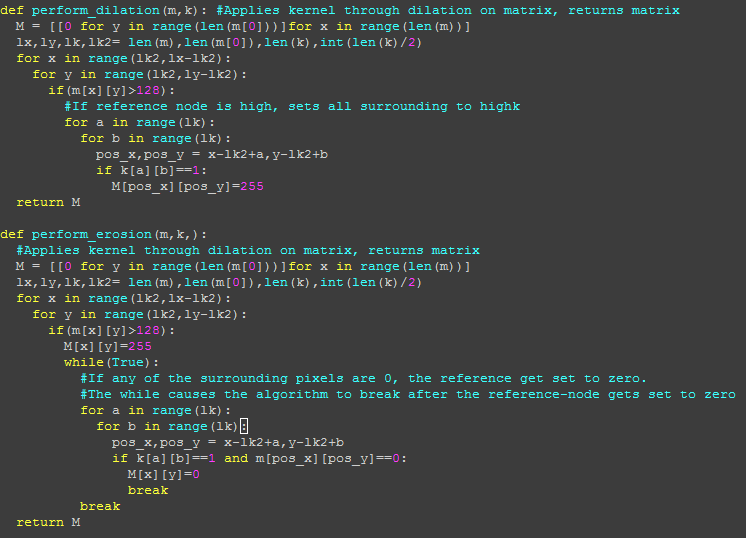 def perform_dilation(m,k): #Applies kernel through dilation on matrix, returns matrix
  M = [[0 for y in range(len(m[0]))]for x in range(len(m))]
  lx,ly,lk,lk2= len(m),len(m[0]),len(k),int(len(k)/2)
  for x in range(lk2,lx-lk2):
    for y in range(lk2,ly-lk2):
      if(m[x][y]>128):
        #If reference node is high, sets all surrounding to highk
        for a in range(lk):
          for b in range(lk):
            pos_x,pos_y = x-lk2+a,y-lk2+b
            if k[a][b]==1:
              M[pos_x][pos_y]=255
  return M

def perform_erosion(m,k,):
  #Applies kernel through dilation on matrix, returns matrix
  M = [[0 for y in range(len(m[0]))]for x in range(len(m))]
  lx,ly,lk,lk2= len(m),len(m[0]),len(k),int(len(k)/2)
  for x in range(lk2,lx-lk2):
    for y in range(lk2,ly-lk2):
      if(m[x][y]>128):
        M[x][y]=255
        while(True):
          #If any of the surrounding pixels are 0, the reference get set to zero.
          #The while causes the algorithm to break after the reference-node gets set to zero
          for a in range(lk):
            for b in range(lk):
              pos_x,pos_y = x-lk2+a,y-lk2+b
              if k[a][b]==1 and m[pos_x][pos_y]==0:
                M[x][y]=0
                break
          break
  return M